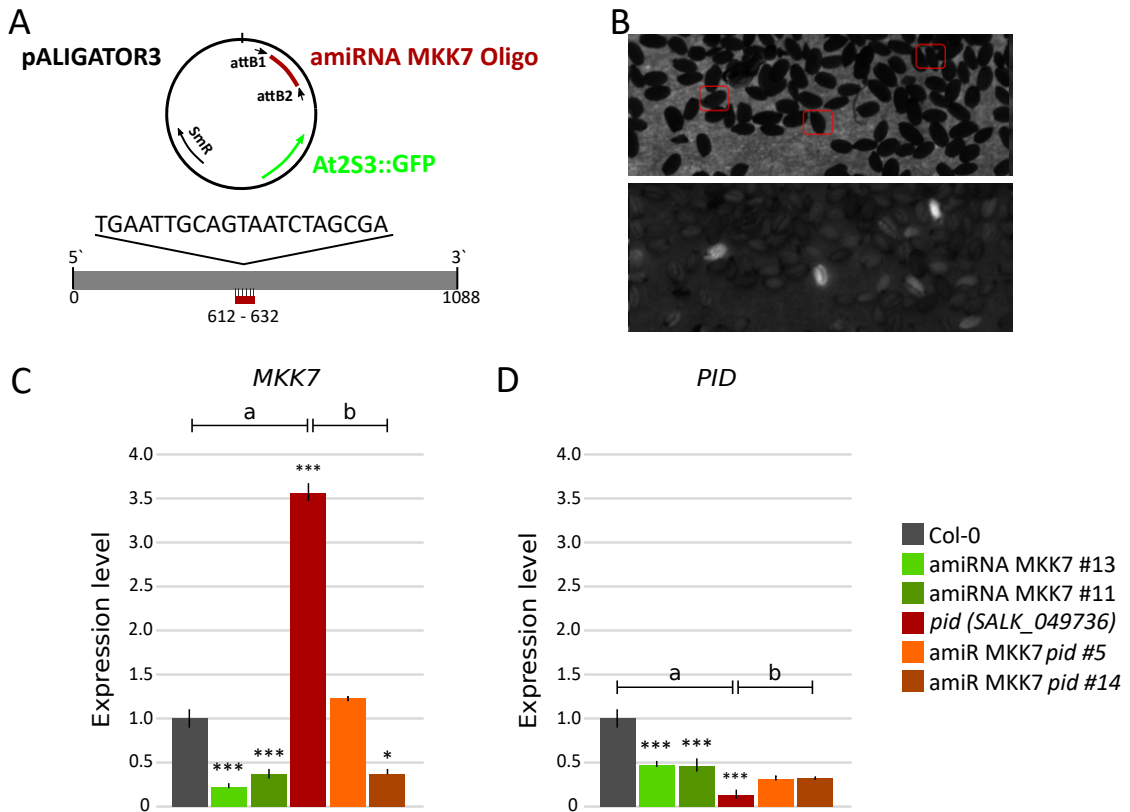 A
pALIGATOR3
attB1
amiRNA MKK7 Oligo
attB2
SmR
At2S3::GFP
TGAATTGCAGTAATCTAGCGA
5`
3`
0
1088
612 - 632
B
C
MKK7
a
b
Expression level
4.0
3.5
3.0
2.5
2.0
1.5
1.0
0.5
0
***
***
***
*
D
PID
Expression level
4.0
3.5
3.0
2.5
2.0
1.5
1.0
0.5
0
a
b
***
***
***
Col-0
amiRNA MKK7 #13
amiRNA MKK7 #11
pid (SALK_049736)
amiR MKK7 pid #5
amiR MKK7 pid #14